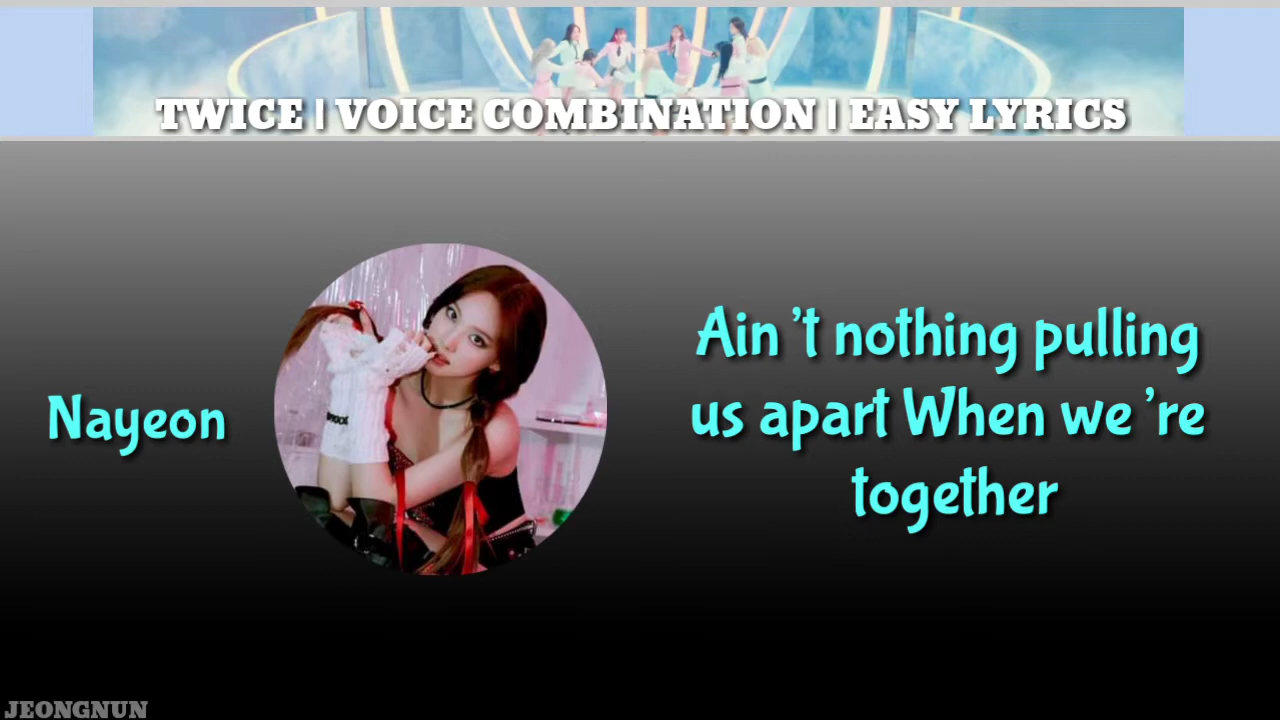 TWICE | VOICE COMBINATION | EASY LYRICS
Nayeon
Ain't nothing pulling
us apart When we're
together
JEONGNUN